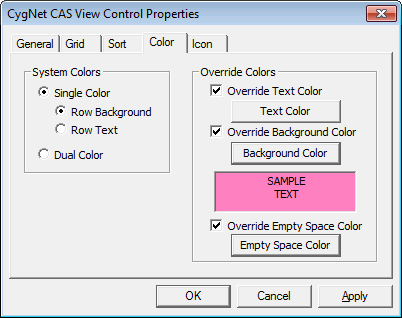 CygNet CAS View Control Properties
General Grid Sort Color Icon
System Colors
Single Color
Row Background
Row Text
Dual Color
Override Colors
Override Text Color
Text Color
Override Background Color
Background Color
SAMPLE
TEXT
Override Empty Space Color
Empty Space Color
OK Cancel Apply